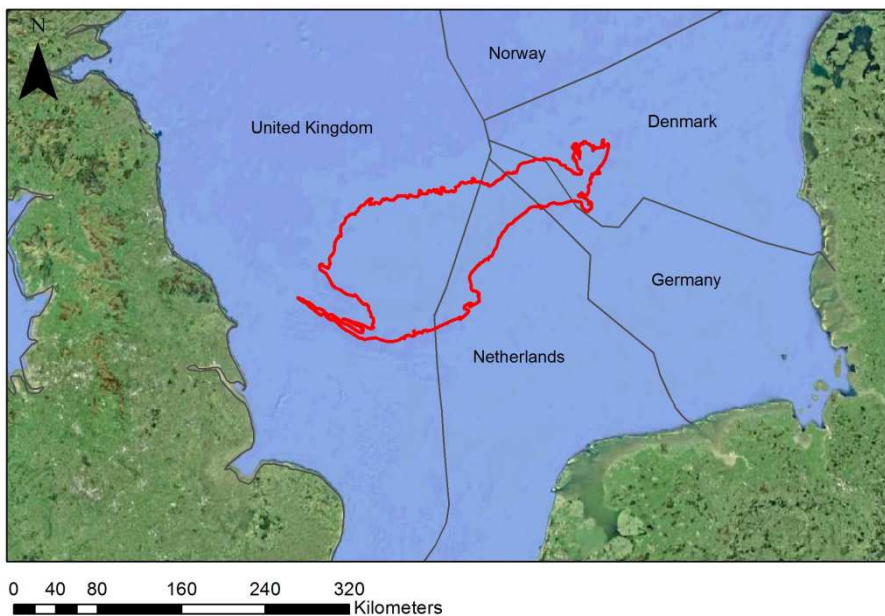 N
Norway
United Kingdom
Denmark
Germany
Netherlands
0 40 80 160 240 320
Kilometers